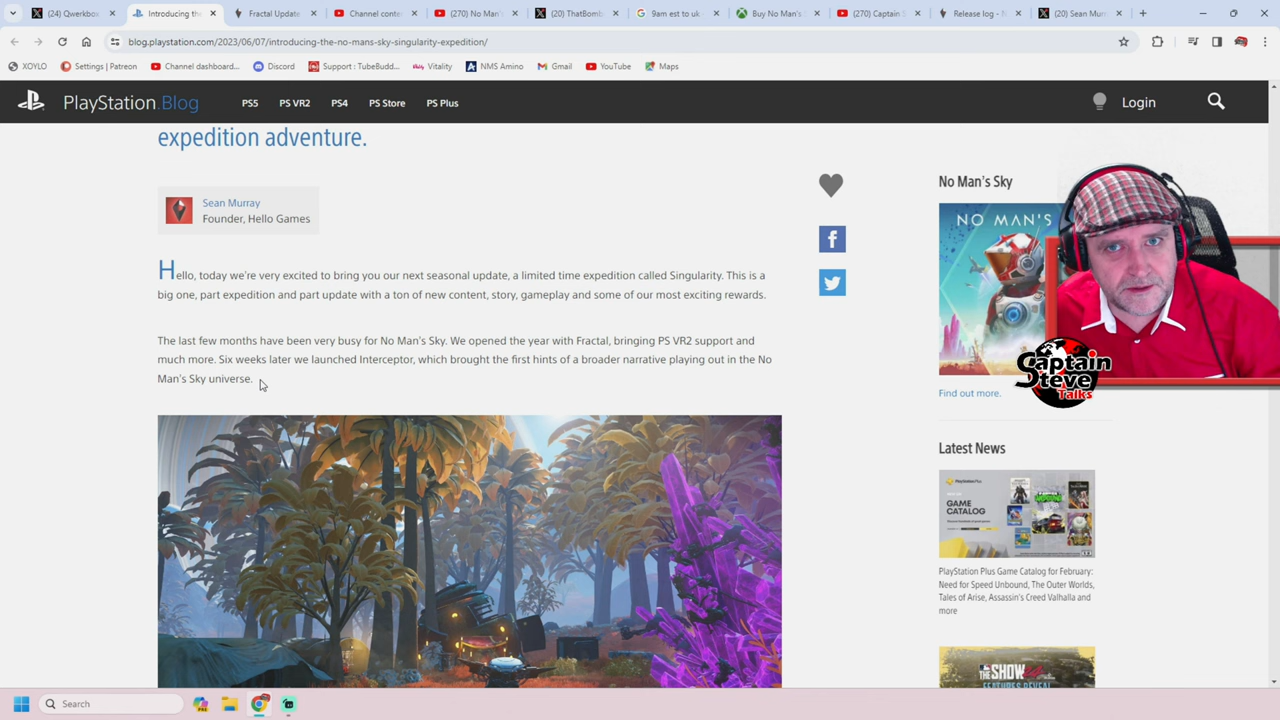 (24) Qwerkbo
Introducing the
Fractal Update
Channel conten
(270) No Man's
(20) ThatBomb
9am est to uk
Buy No Man's
(270) Captain S
Release log - N
(20) Sean Murr
blog.playstation.com/2023/06/07/introducing-the-no-mans-sky-singularity-expedition/
XOYLO
Settings | Patreon
Channel dashboard...
Discord
Support : TubeBudd...
Vitality
NMS Amino
Gmail
YouTube
Maps
PlayStation.Blog
PS5
PS VR2
PS4
PS Store
PS Plus
Login
expedition adventure.
Sean Murray
Founder, Hello Games
Hello, today we're very excited to bring you our next seasonal update, a limited time expedition called Singularity. This is a
big one, part expedition and part update with a ton of new content, story, gameplay and some of our most exciting rewards.
The last few months have been very busy for No Man's Sky. We opened the year with Fractal, bringing PS VR2 support and
much more. Six weeks later we launched Interceptor, which brought the first hints of a broader narrative playing out in the No
Man's Sky universe.
No Man's Sky
NO MAN'S
Captain
Steve
Talks
Find out more.
Latest News
GAME
CATALOG
PlayStation Plus Game Catalog for February:
Need for Speed Unbound, The Outer Worlds,
Tales of Arise, Assassin's Creed Valhalla and
more
THE SHOW
FEATURES REVEAL
Search